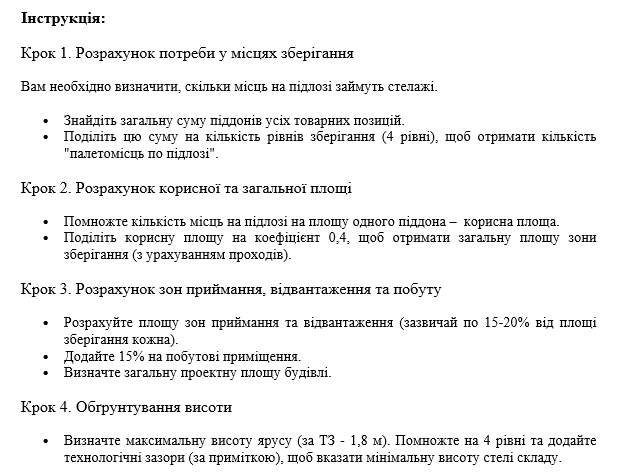 Інструкція:
Крок 1. Розрахунок потреби у місцях зберігання
Вам необхідно визначити, скільки місць на підлозі займуть стелажі.
• Знайдіть загальну суму піддонів усіх товарних позицій.
• Поділіть цю суму на кількість рівнів зберігання (4 рівні), щоб отримати кількість
"палетомісць по підлозі".
Крок 2. Розрахунок корисної та загальної площі
• Помножте кількість місць на підлозі на площу одного піддона – корисна площа.
• Поділіть корисну площу на коефіцієнт 0,4, щоб отримати загальну площу зони
зберігання (з урахуванням проходів).
Крок 3. Розрахунок зон приймання, відвантаження та побуту
• Розрахуйте площу зон приймання та відвантаження (зазвичай по 15-20% від площі
зберігання кожна).
• Додайте 15% на побутові приміщення.
• Визначте загальну проектну площу будівлі.
Крок 4. Обґрунтування висоти
• Визначте максимальну висоту ярусу (за ТЗ - 1,8 м). Помножте на 4 рівні та додайте
технологічні зазори (за приміткою), щоб вказати мінімальну висоту стелі складу.